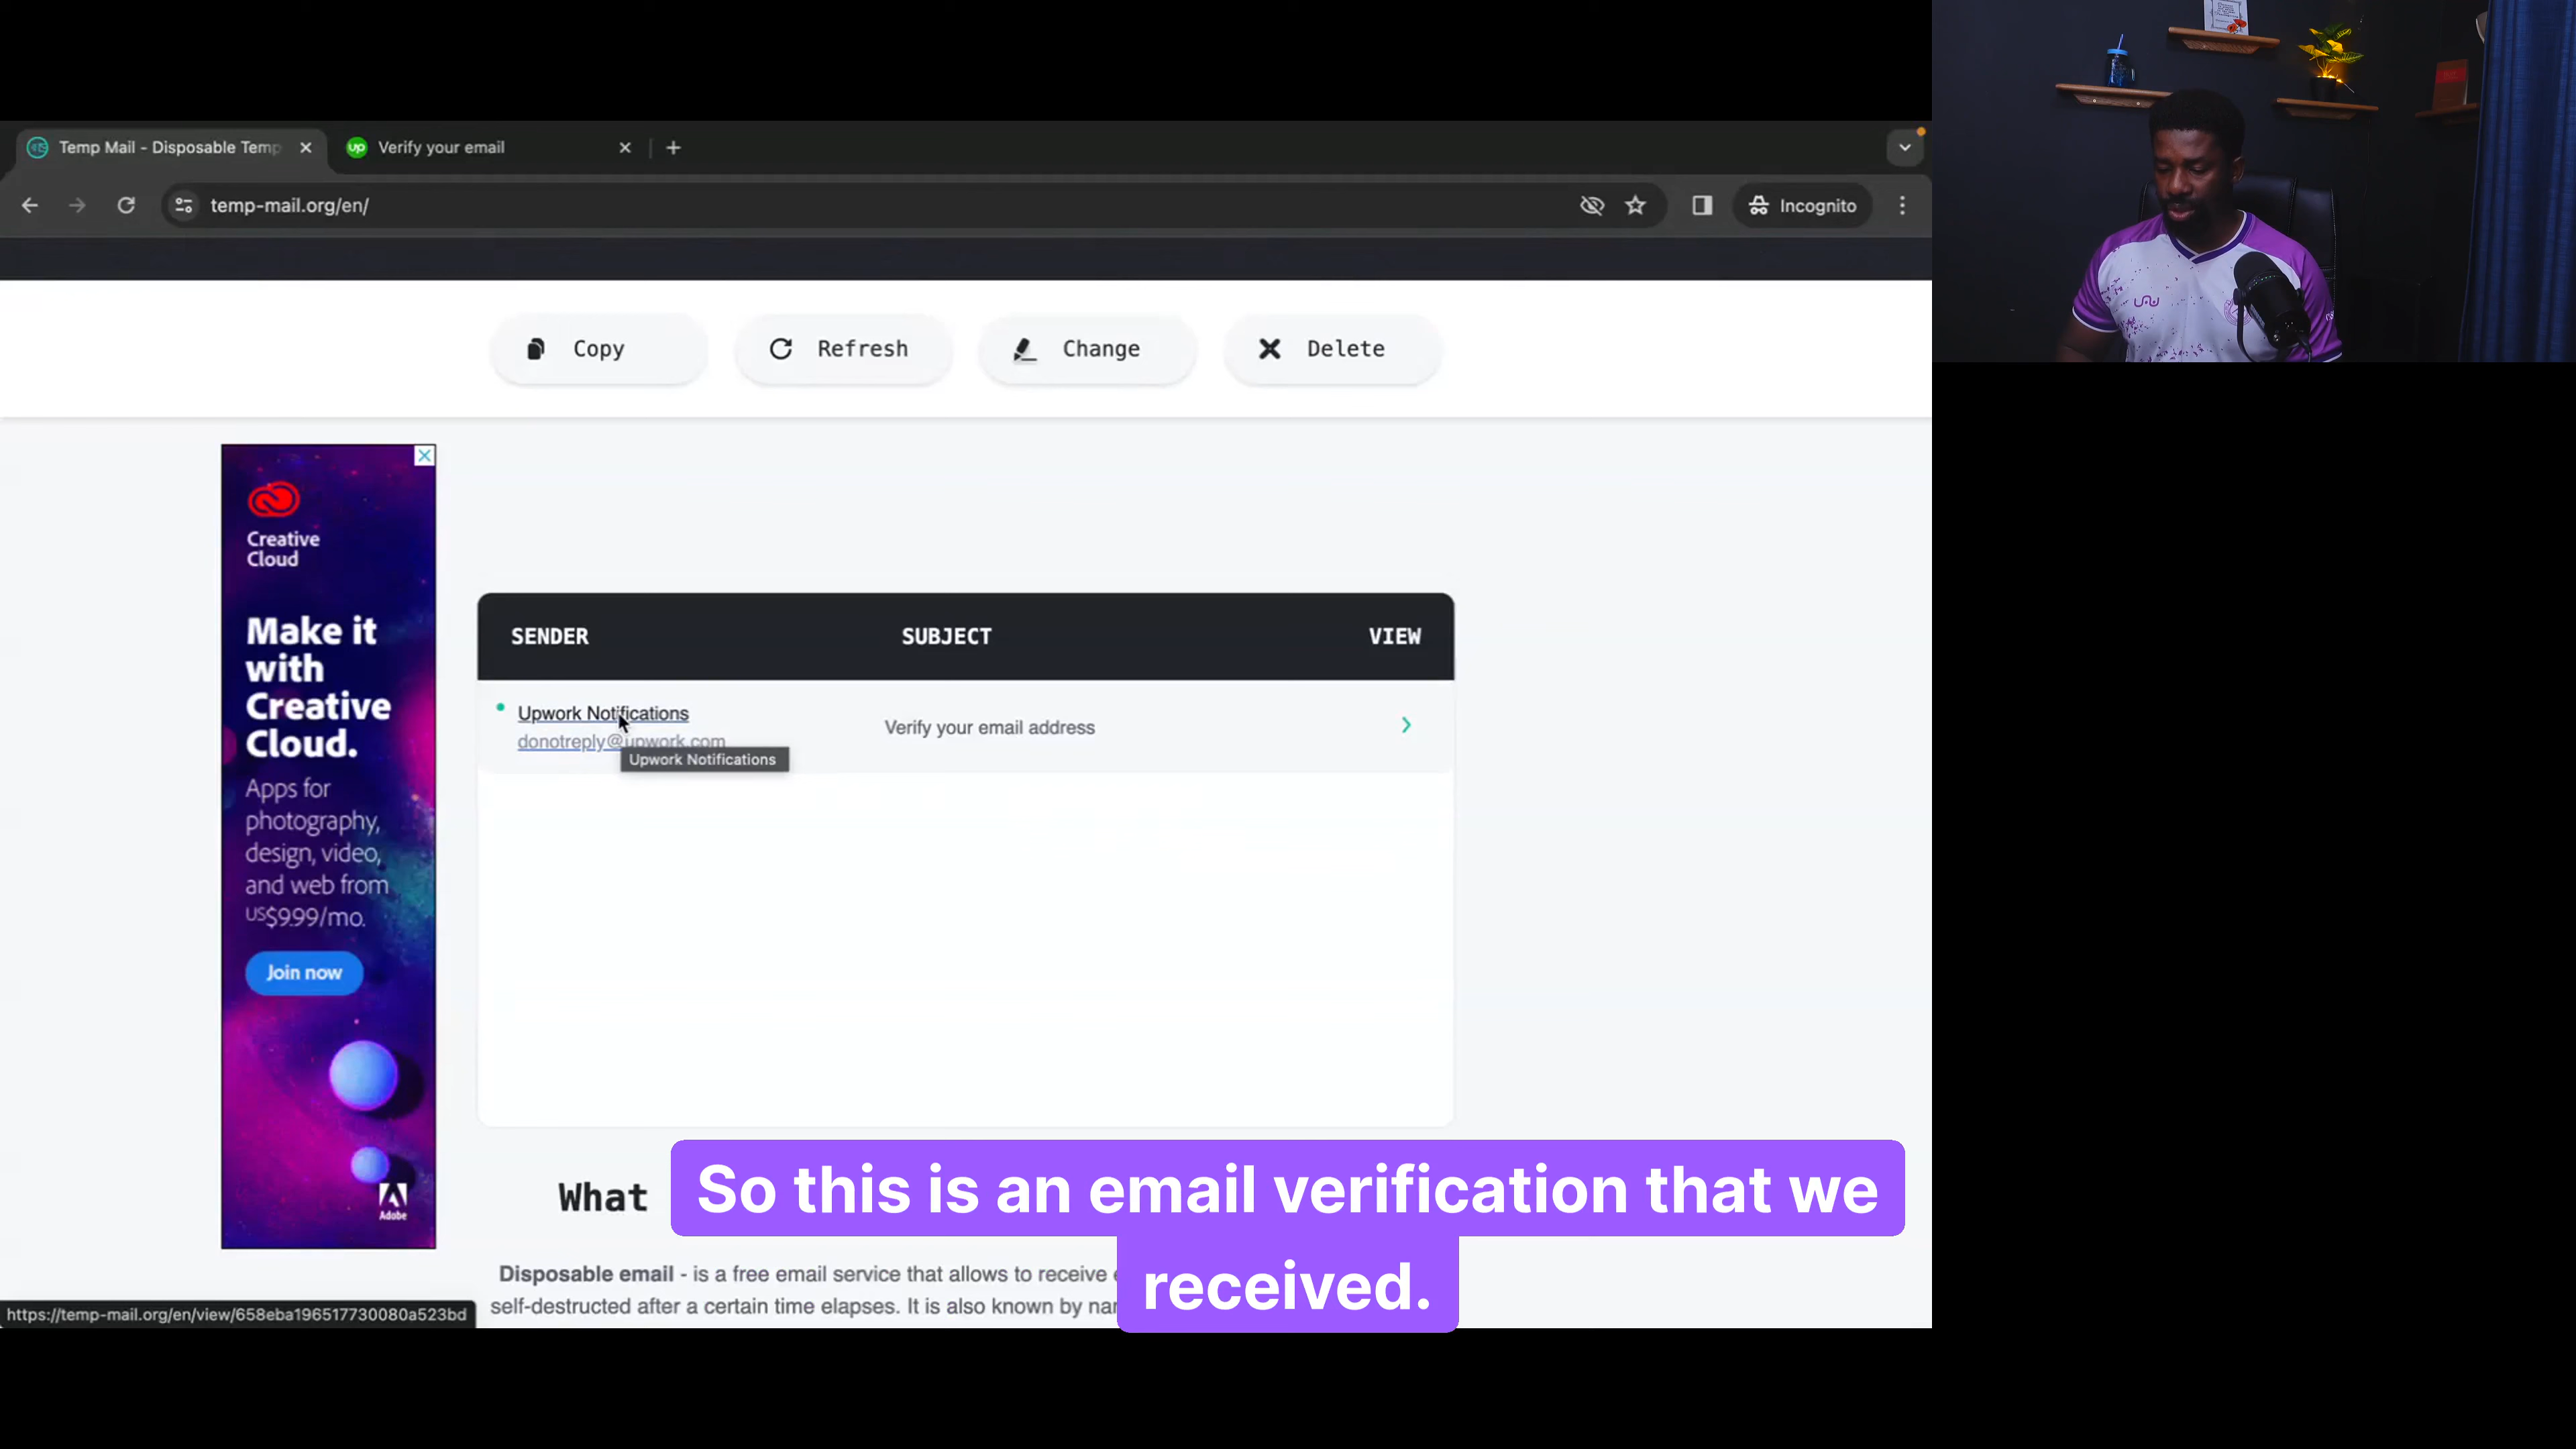 Temp Mail - Disposable Temp
up Verify your email
temp-mail.org/en/
Incognito
Copy
Refresh
Change
Delete
Creative
Cloud
Make it
with
Creative
Cloud.
Apps for
photography,
design, video,
and web from
US$9.99/mo.
Join now
Adobe
SENDER SUBJECT VIEW
Upwork Notifications
donotreply@upwork.com
Verify your email address
Upwork Notifications
What
So this is an email verification that we
received.
Disposable email - is a free email service that allows to receive
self-destructed after a certain time elapses. It is also known by
https://temp-mail.org/en/view/658eba196517730080a523bd